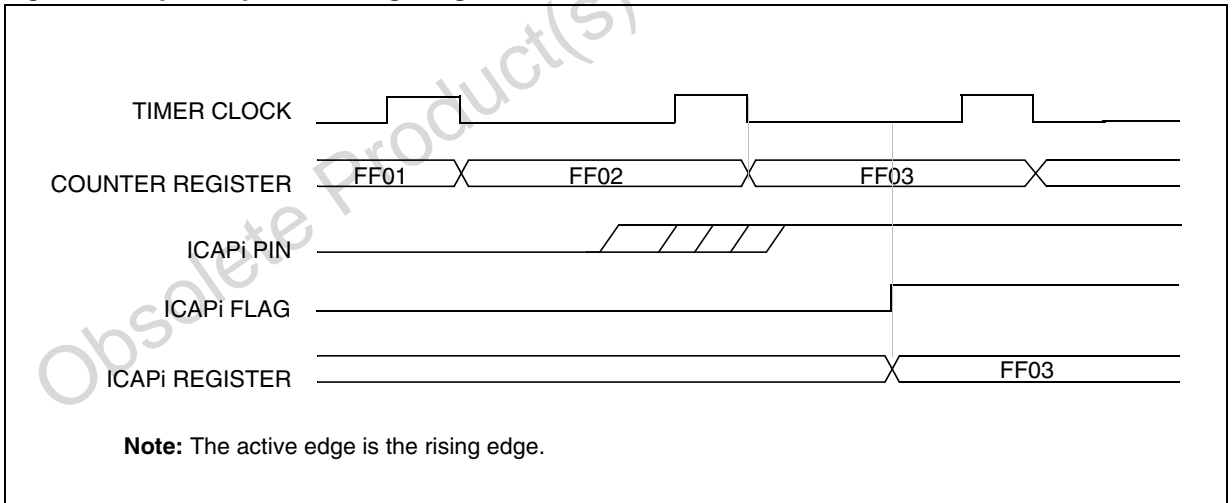 TIMER CLOCK
COUNTER REGISTER
FF01
FF02
FF03
ICAPi PIN
ICAPi FLAG
ICAPi REGISTER
FF03
Note: The active edge is the rising edge.
Obsolete Product(s)